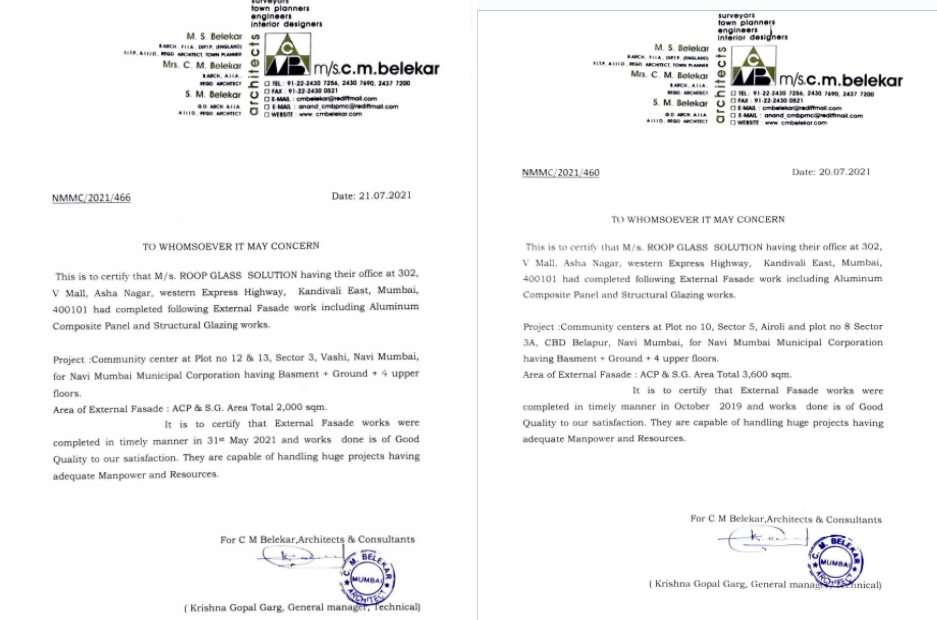 surveyors
town planners
engineers
interior designers
architects
M. S. Belekar
B.ARCH., F.I.I.A., DIP.T.P. (ENGLAND)
F.I.T.P., A.I.I.I.D., REGD. ARCHITECT, TOWN PLANNER
Mrs. C. M. Belekar
B.ARCH., A.I.I.A.,
REGD. ARCHITECT
S. M. Belekar
G.D. ARCH. A.I.I.A.
A.I.I.I.D., REGD. ARCHITECT
m/s.c.m.belekar
TEL : 91-22-2430 7256, 2430 7690, 2437 7200
FAX : 91-22-2430 0821
E-MAIL : cmbelekar@rediffmail.com
E-MAIL : anand_cmbpmc@rediffmail.com
WEBSITE : www.cmbelekar.com
NMMC/2021/466
Date: 21.07.2021
TO WHOMSOEVER IT MAY CONCERN
This is to certify that M/s. ROOP GLASS SOLUTION having their office at 302,
V Mall, Asha Nagar, western Express Highway, Kandivali East, Mumbai,
400101 had completed following External Fasade work including Aluminum
Composite Panel and Structural Glazing works.
Project :Community center at Plot no 12 & 13, Sector 3, Vashi, Navi Mumbai,
for Navi Mumbai Municipal Corporation having Basment + Ground + 4 upper
floors.
Area of External Fasade : ACP & S.G. Area Total 2,000 sqm.
It is to certify that External Fasade works were
completed in timely manner in 31st May 2021 and works done is of Good
Quality to our satisfaction. They are capable of handling huge projects having
adequate Manpower and Resources.
For C M Belekar,Architects & Consultants
C. M. BELEKAR
MUMBAI
ARCHITECT
( Krishna Gopal Garg, General manager, Technical)
surveyors
town planners
engineers
interior designers
architects
M. S. Belekar
B.ARCH., F.I.I.A., DIP.T.P. (ENGLAND)
F.I.T.P., A.I.I.I.D., REGD. ARCHITECT, TOWN PLANNER
Mrs. C. M. Belekar
B.ARCH., A.I.I.A.,
REGD. ARCHITECT
S. M. Belekar
G.D. ARCH. A.I.I.A.
A.I.I.I.D., REGD. ARCHITECT
m/s.c.m.belekar
TEL : 91-22-2430 7256, 2430 7690, 2437 7200
FAX : 91-22-2430 0821
E-MAIL : cmbelekar@rediffmail.com
E-MAIL : anand_cmbpmc@rediffmail.com
WEBSITE : www.cmbelekar.com
NMMC/2021/460
Date: 20.07.2021
TO WHOMSOEVER IT MAY CONCERN
This is to certify that M/s. ROOP GLASS SOLUTION having their office at 302,
V Mall, Asha Nagar, western Express Highway, Kandivali East, Mumbai,
400101 had completed following External Fasade work including Aluminum
Composite Panel and Structural Glazing works.
Project :Community centers at Plot no 10, Sector 5, Airoli and plot no 8 Sector
3A, CBD Belapur, Navi Mumbai, for Navi Mumbai Municipal Corporation
having Basment + Ground + 4 upper floors.
Area of External Fasade : ACP & S.G. Area Total 3,600 sqm.
It is to certify that External Fasade works were
completed in timely manner in October 2019 and works done is of Good
Quality to our satisfaction. They are capable of handling huge projects having
adequate Manpower and Resources.
For C M Belekar,Architects & Consultants
C. M. BELEKAR
MUMBAI
ARCHITECT
( Krishna Gopal Garg, General manager, Technical)